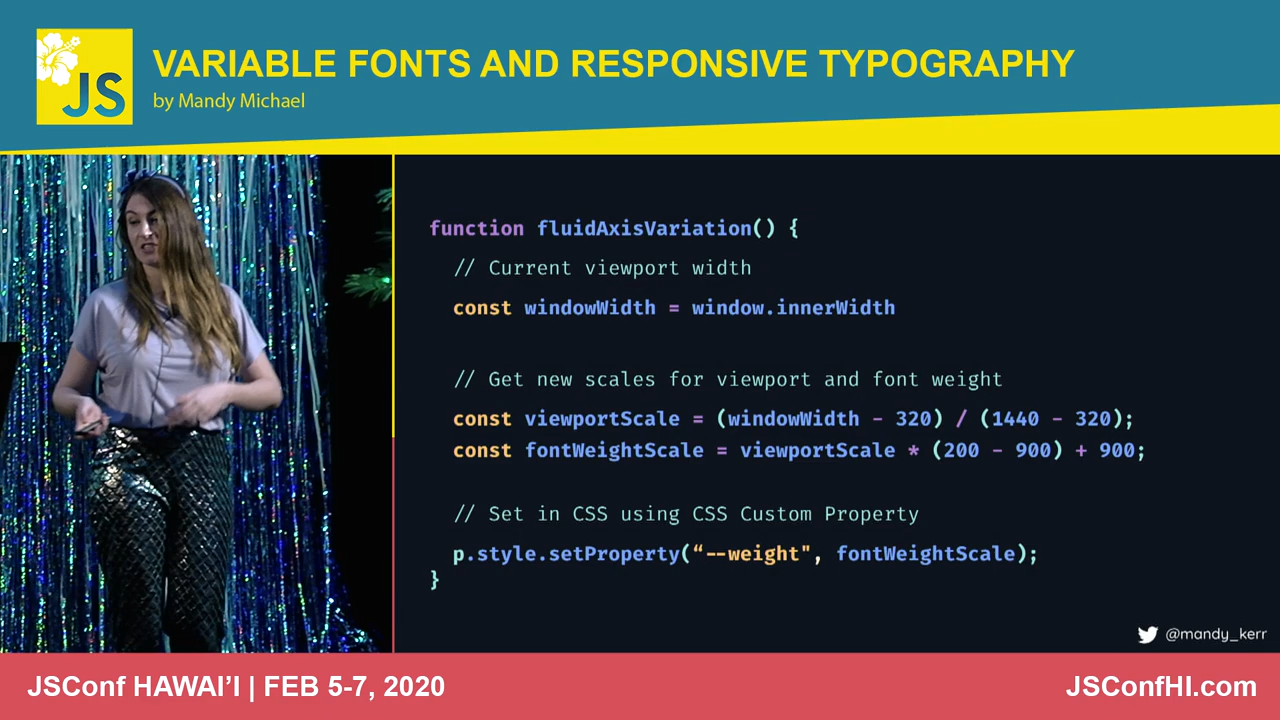 JS
VARIABLE FONTS AND RESPONSIVE TYPOGRAPHY
by Mandy Michael
function fluidAxisVariation() {
// Current viewport width
const windowWidth = window.innerWidth
// Get new scales for viewport and font weight
const viewportScale = (windowWidth - 320) / (1440 - 320);
const fontWeightScale = viewportScale * (200 - 900) + 900;
// Set in CSS using CSS Custom Property
p.style.setProperty(“--weight", fontWeightScale);
}
@mandy_kerr
JSConf HAWAI’I | FEB 5-7, 2020
JSConfHI.com